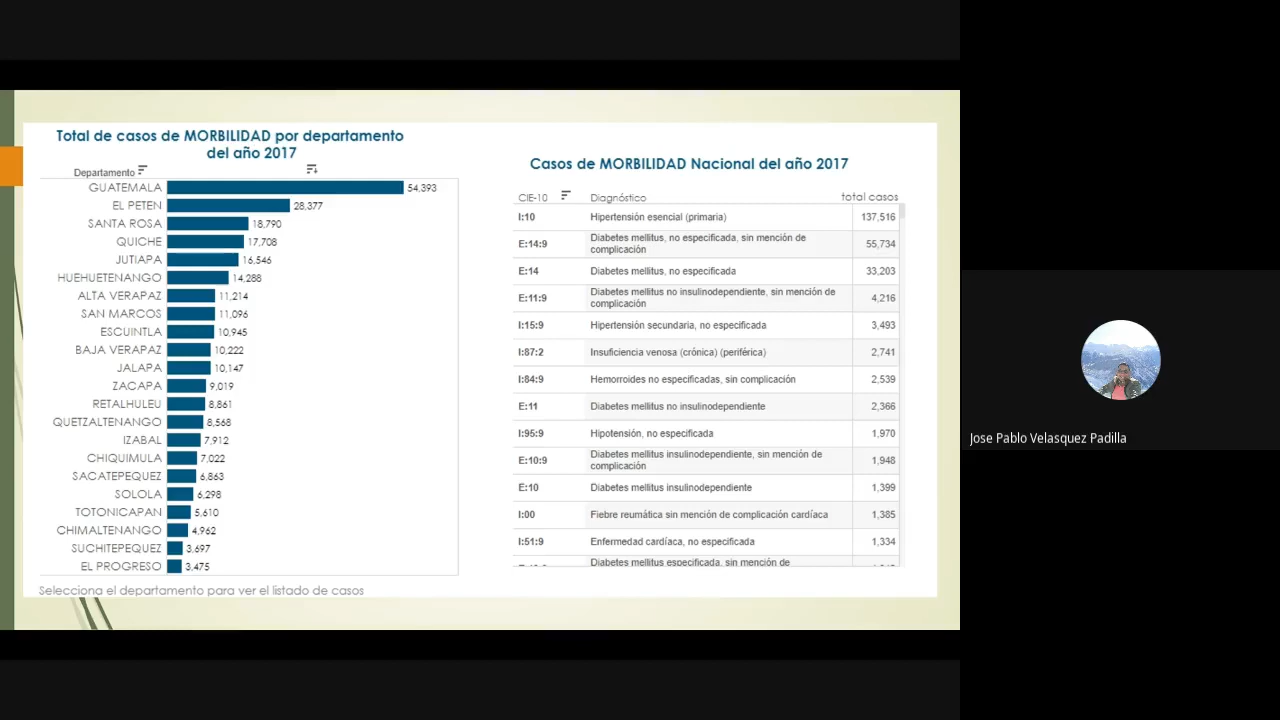 Total de casos de MORBILIDAD por departamento
del año 2017
Departamento
GUATEMALA 54,393
EL PETEN 28,377
SANTA ROSA 18,790
QUICHE 17,708
JUTIAPA 16,546
HUEHUETENANGO 14,288
ALTA VERAPAZ 11,214
SAN MARCOS 11,096
ESCUINTLA 10,945
BAJA VERAPAZ 10,222
JALAPA 10,147
ZACAPA 9,019
RETALHULEU 8,861
QUETZALTENANGO 8,568
IZABAL 7,912
CHIQUIMULA 7,022
SACATEPEQUEZ 6,863
SOLOLA 6,298
TOTONICAPAN 5,610
CHIMALTENANGO 4,962
SUCHITEPEQUEZ 3,697
EL PROGRESO 3,475
Selecciona el departamento para ver el listado de casos
Casos de MORBILIDAD Nacional del año 2017
CIE-10 Diagnóstico total casos
I:10 Hipertensión esencial (primaria) 137,516
E:14:9 Diabetes mellitus, no especificada, sin mención de
complicación 55,734
E:14 Diabetes mellitus, no especificada 33,203
E:11:9 Diabetes mellitus no insulinodependiente, sin mención de
complicación 4,216
I:15:9 Hipertensión secundaria, no especificada 3,493
I:87:2 Insuficiencia venosa (crónica) (periférica) 2,741
I:84:9 Hemorroides no especificadas, sin complicación 2,539
E:11 Diabetes mellitus no insulinodependiente 2,366
I:95:9 Hipotensión, no especificada 1,970
E:10:9 Diabetes mellitus insulinodependiente, sin mención de
complicación 1,948
E:10 Diabetes mellitus insulinodependiente 1,399
I:00 Fiebre reumática sin mención de complicación cardíaca 1,385
I:51:9 Enfermedad cardíaca, no especificada 1,334
Diabetes mellitus especificada, sin mención de
Jose Pablo Velasquez Padilla